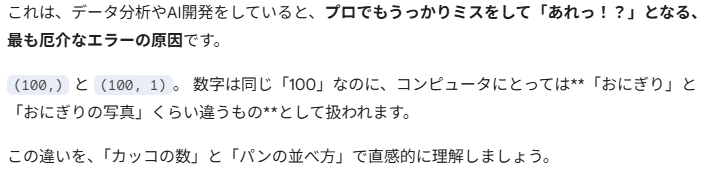 これは、データ分析やAI開発をしていると、プロでもうっかりミスをして「あれっ！？」となる、
最も厄介なエラーの原因です。
(100,) と (100, 1)。 数字は同じ「100」なのに、コンピュータにとっては**「おにぎり」と
「おにぎりの写真」くらい違うもの**として扱われます。
この違いを、「カッコの数」と「パンの並べ方」で直感的に理解しましょう。